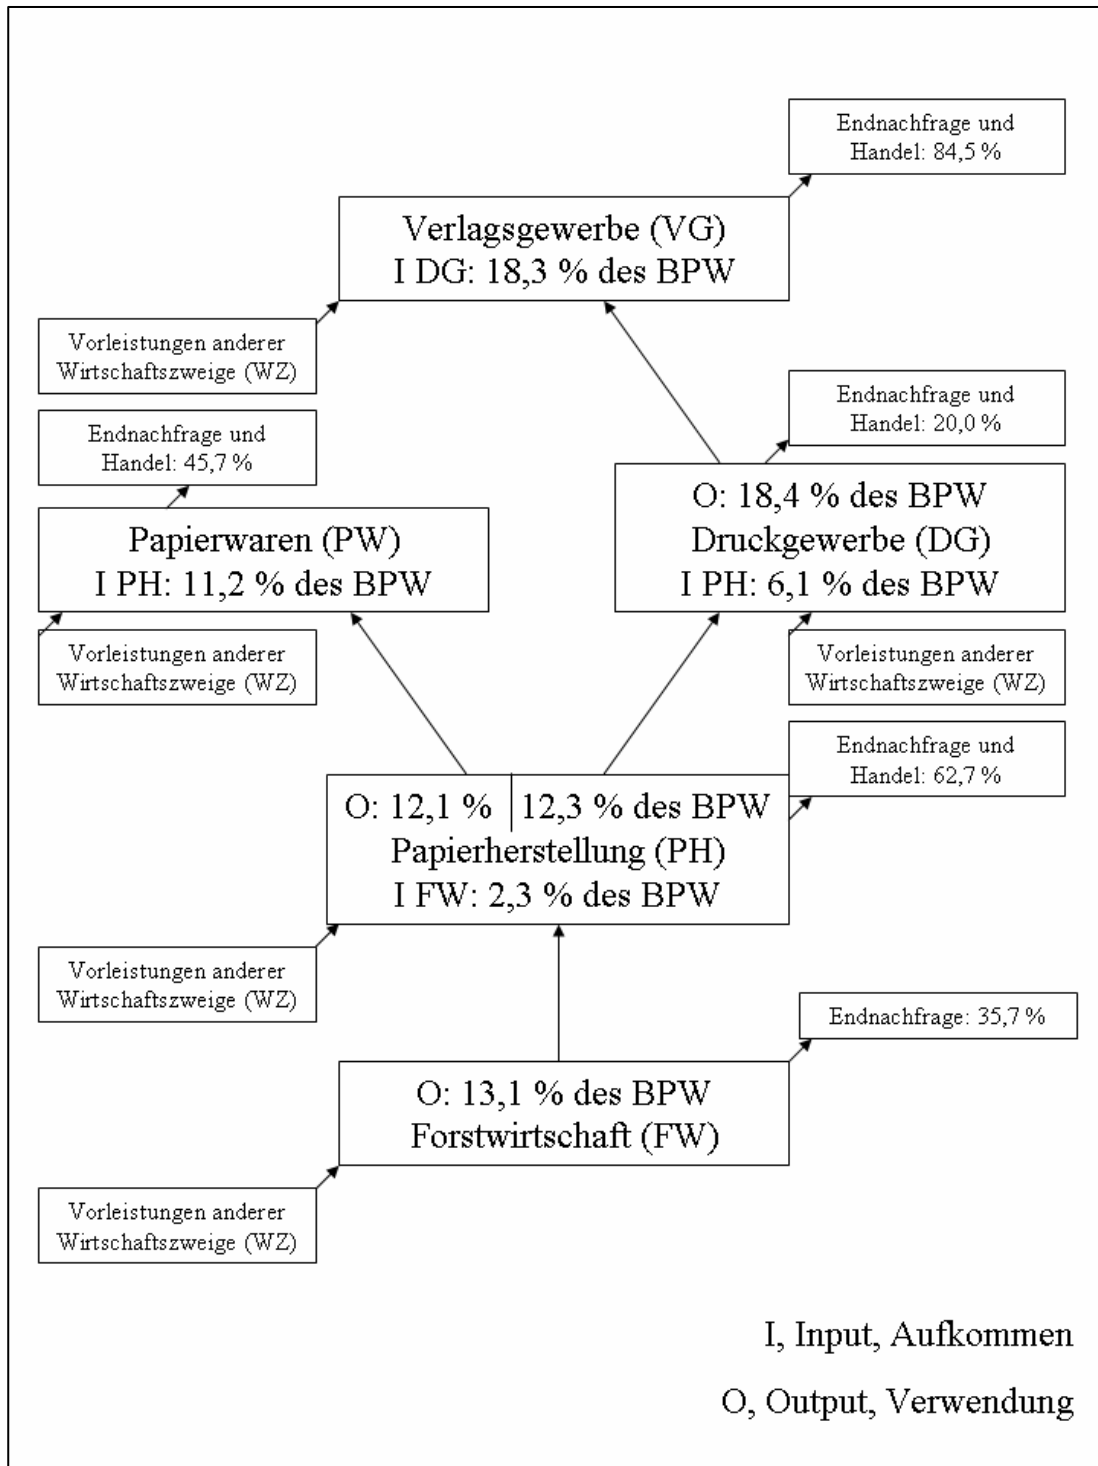 Endnachfrage und
Handel: 84,5 %
Verlagsgewerbe (VG)
I DG: 18,3 % des BPW
Vorleistungen anderer
Wirtschaftszweige (WZ)
Endnachfrage und
Handel: 20,0 %
Endnachfrage und
Handel: 45,7 %
O: 18,4 % des BPW
Druckgewerbe (DG)
I PH: 6,1 % des BPW
Papierwaren (PW)
I PH: 11,2 % des BPW
Vorleistungen anderer
Wirtschaftszweige (WZ)
Vorleistungen anderer
Wirtschaftszweige (WZ)
Endnachfrage und
Handel: 62,7 %
O: 12,1 % 12,3 % des BPW
Papierherstellung (PH)
I FW: 2,3 % des BPW
Vorleistungen anderer
Wirtschaftszweige (WZ)
Endnachfrage: 35,7 %
O: 13,1 % des BPW
Forstwirtschaft (FW)
Vorleistungen anderer
Wirtschaftszweige (WZ)
I, Input, Aufkommen
O, Output, Verwendung